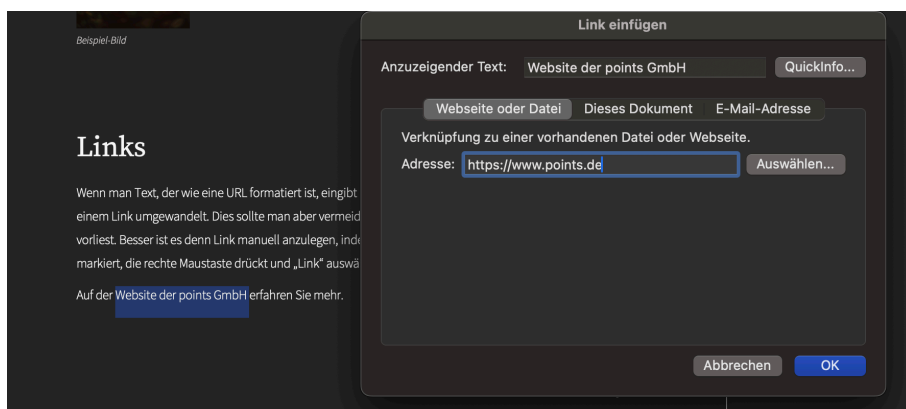 Beispiel-Bild
Links
Wenn man Text, der wie eine URL formatiert ist, eingibt
einem Link umgewandelt. Dies sollte man aber vermeid
vorliest. Besser ist es denn Link manuell anzulegen, inde
markiert, die rechte Maustaste drückt und „Link“ auswä
Auf der Website der points GmbH erfahren Sie mehr.
Link einfügen
Anzuzeigender Text: Website der points GmbH QuickInfo...
Webseite oder Datei Dieses Dokument E-Mail-Adresse
Verknüpfung zu einer vorhandenen Datei oder Webseite.
Adresse: https://www.points.de Auswählen...
Abbrechen OK